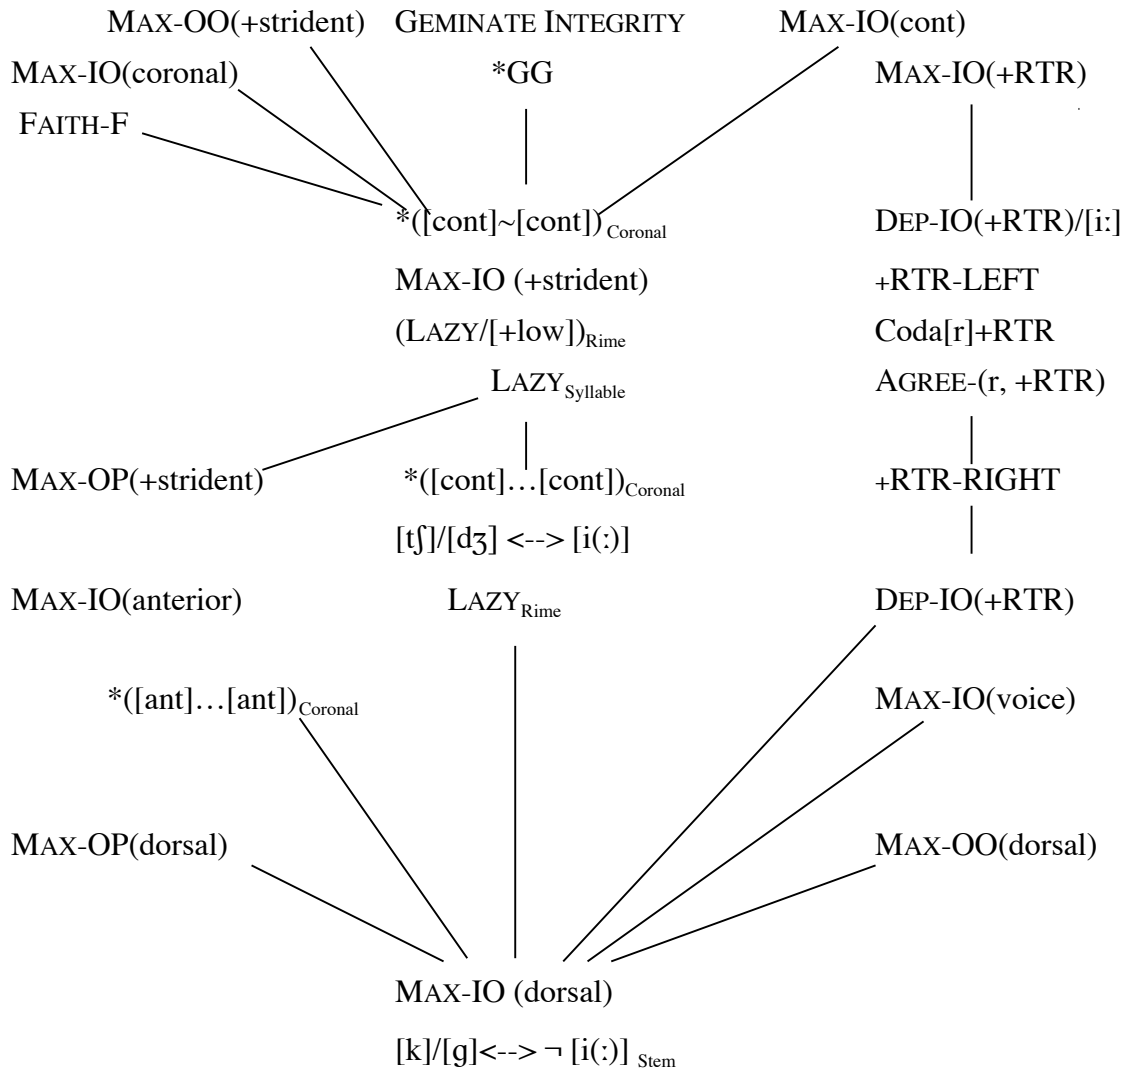 MAX-OO(+strident) GEMINATE INTEGRITY MAX-IO(cont)
MAX-IO(coronal) *GG MAX-IO(+RTR)
FAITH-F
*([cont]~[cont])Coronal DEP-IO(+RTR)/[iː]
MAX-IO (+strident) +RTR-LEFT
(LAZY/[+low])Rime Coda[r]+RTR
LAZYSyllable AGREE-(r, +RTR)
MAX-OP(+strident) *([cont]…[cont])Coronal +RTR-RIGHT
[tʃ]/[dʒ] <--> [i(ː)]
MAX-IO(anterior) LAZYRime DEP-IO(+RTR)
*([ant]…[ant])Coronal MAX-IO(voice)
MAX-OP(dorsal) MAX-OO(dorsal)
MAX-IO (dorsal)
[k]/[ɡ]<--> ¬ [i(ː)] Stem